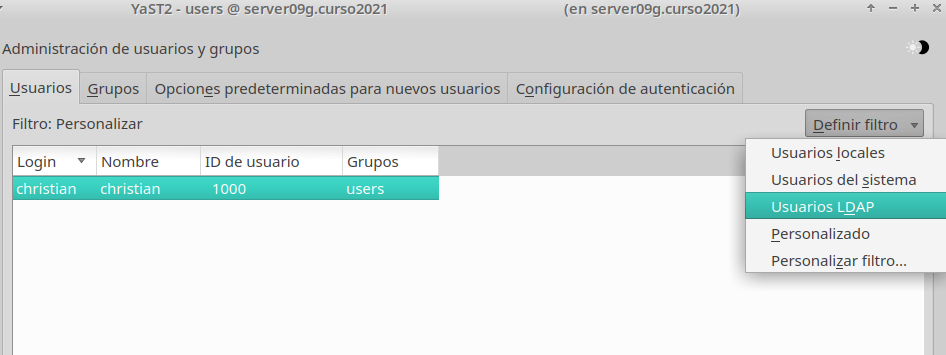 YaST2 - users @ server09g.curso2021 (en server09g.curso2021)
Administración de usuarios y grupos
Usuarios Grupos Opciones predeterminadas para nuevos usuarios Configuración de autenticación
Filtro: Personalizar Definir filtro
Login Nombre ID de usuario Grupos
christian christian 1000 users
Usuarios locales
Usuarios del sistema
Usuarios LDAP
Personalizado
Personalizar filtro...